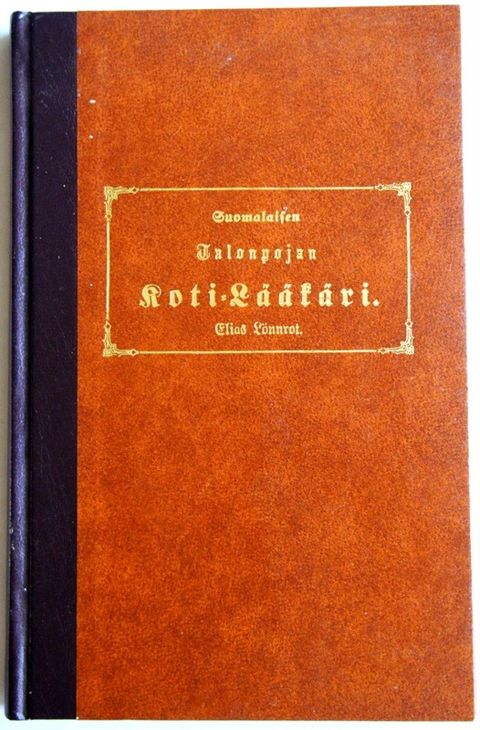 Suomalaisen
Talonpojan
Koti-Lääkäri.
Elias Lönnrot.